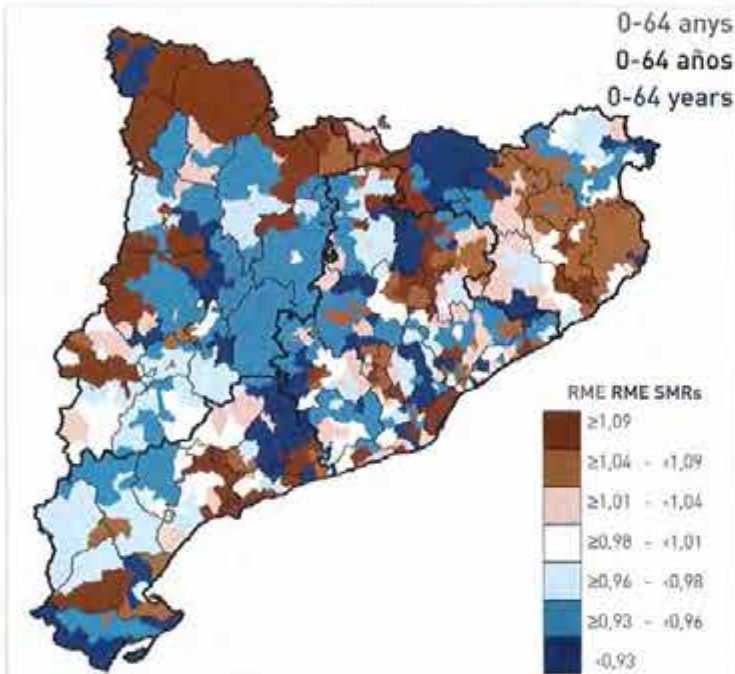 0-64 anys
0-64 años
0-64 years
RME RME SMRs
≥1,09
≥1,04 - <1,09
≥1,01 - <1,04
≥0,98 - <1,01
≥0,96 - <0,98
≥0,93 - <0,96
<0,93